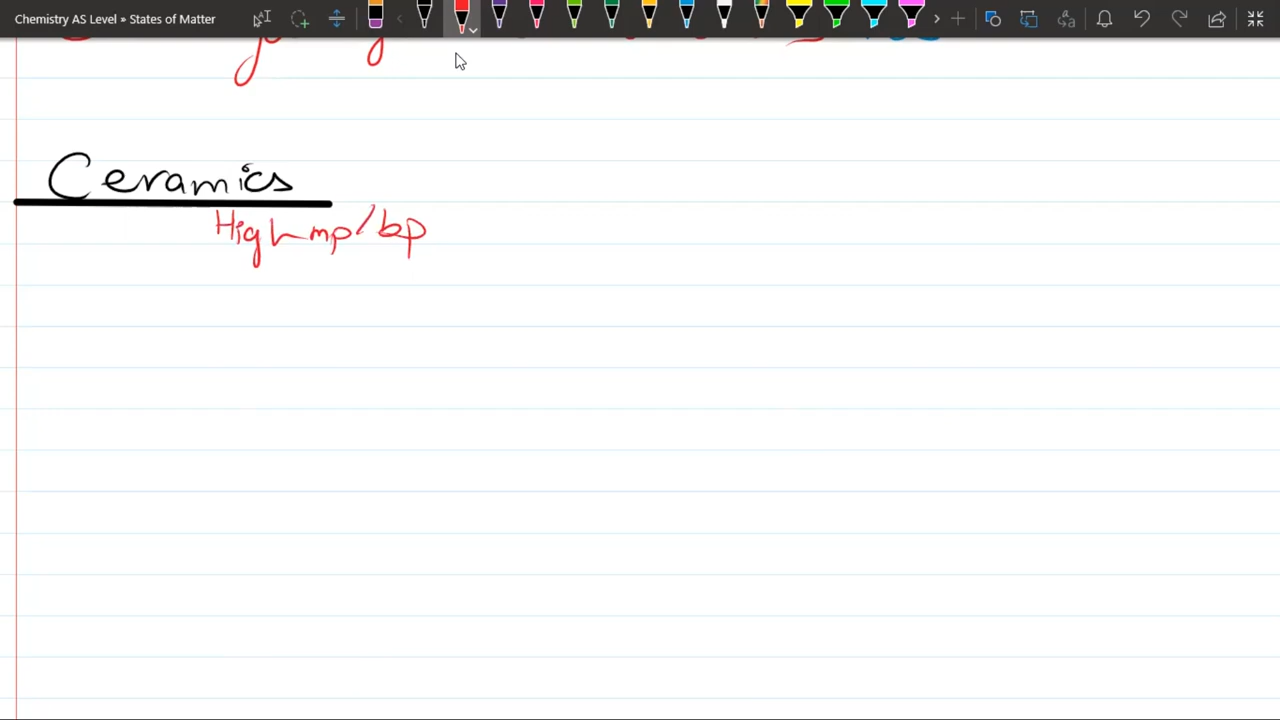 Chemistry AS Level » States of Matter
Ceramics
High mp/bp